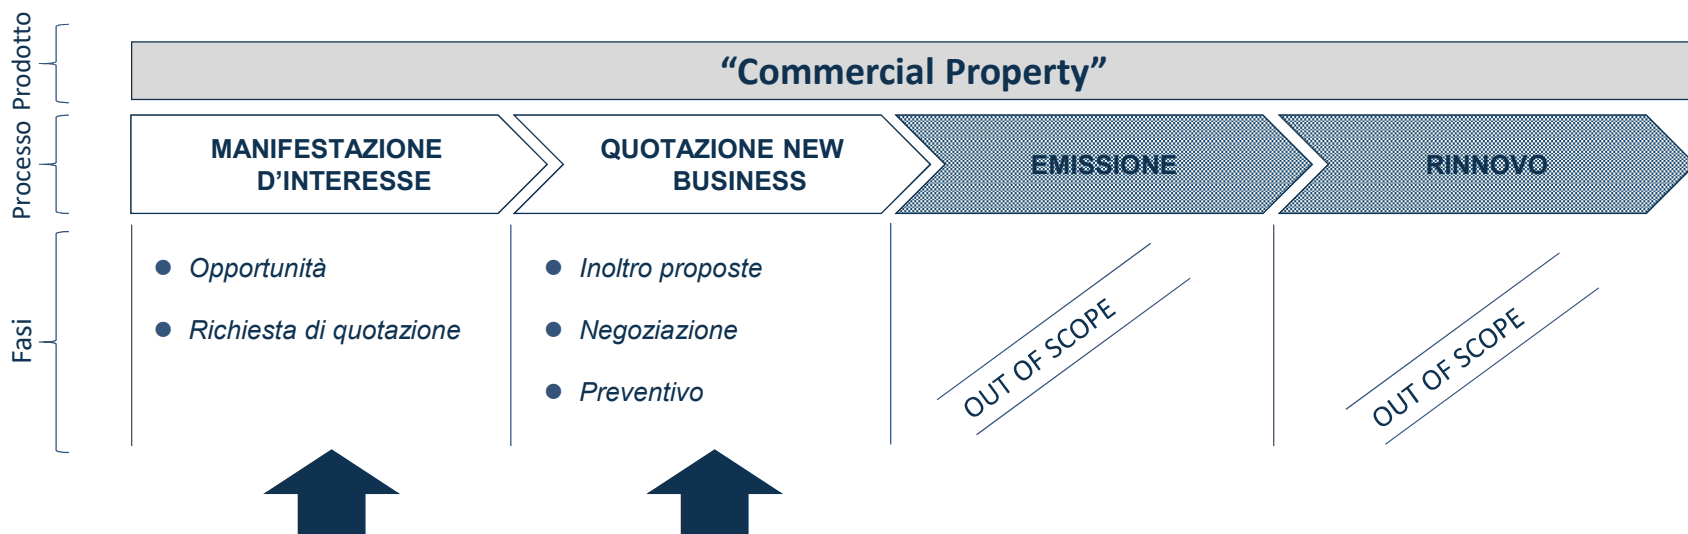 Prodotto
“Commercial Property”
Processo
MANIFESTAZIONE
D’INTERESSE
QUOTAZIONE NEW
BUSINESS
EMISSIONE
RINNOVO
Fasi
● Opportunità
● Richiesta di quotazione
● Inoltro proposte
● Negoziazione
● Preventivo
OUT OF SCOPE
OUT OF SCOPE